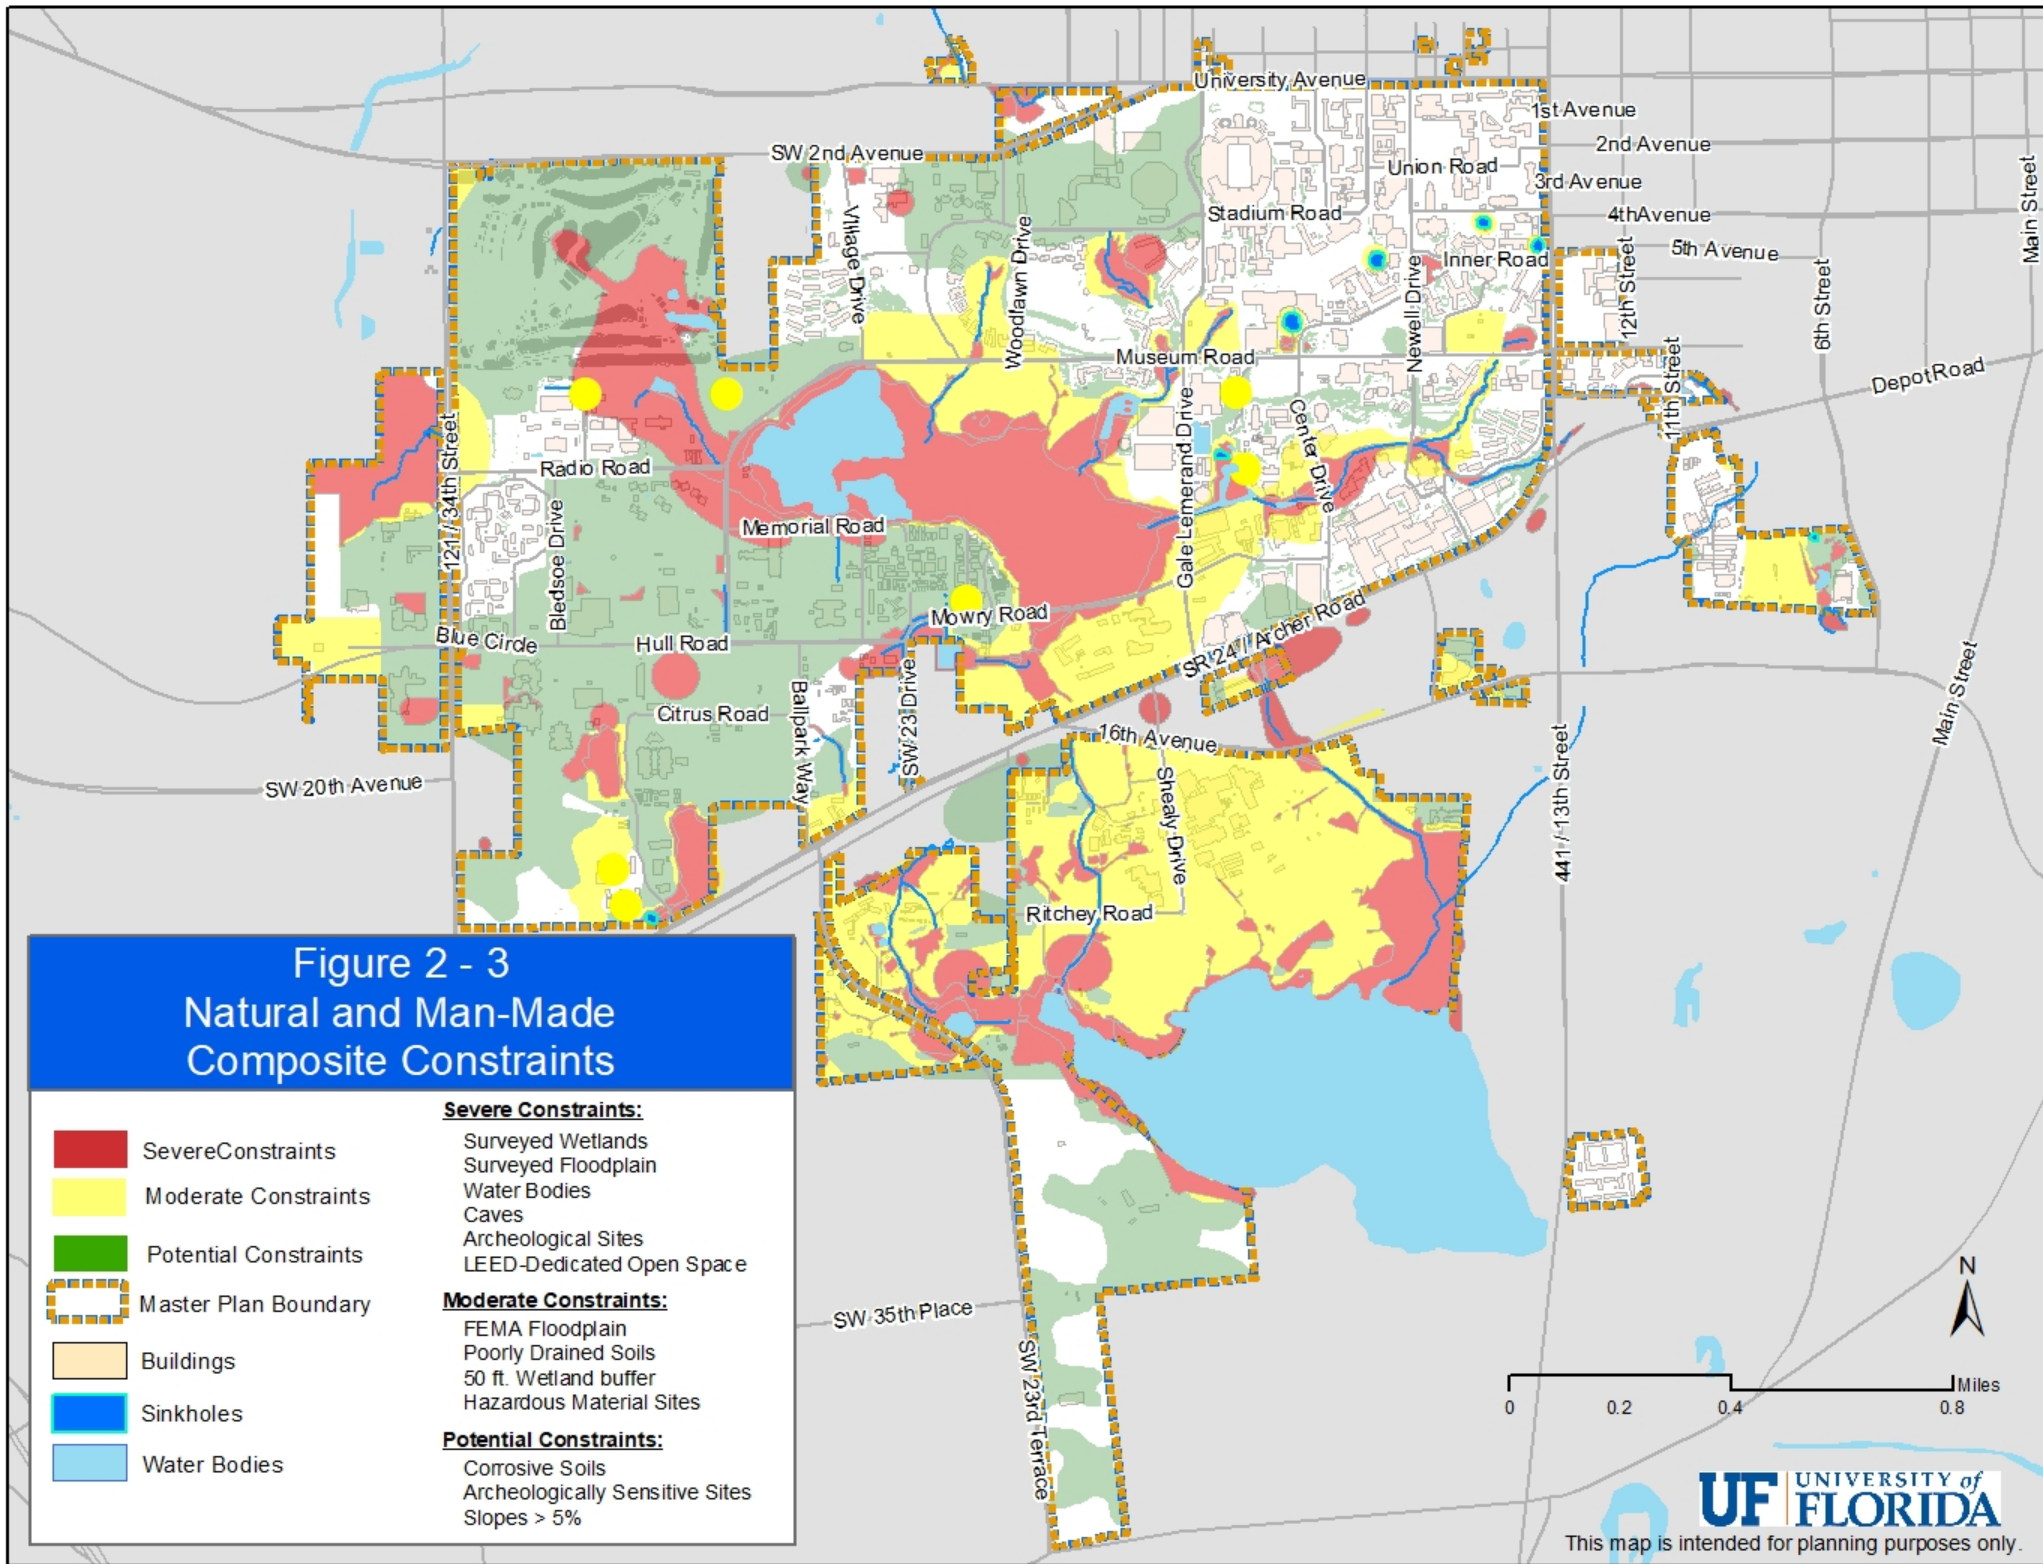 University Avenue
1st Avenue
2nd Avenue
SW 2nd Avenue
Union Road
3rd Avenue
Stadium Road
4thAvenue
5th Avenue
Inner Road
Village Drive
Woodlawn Drive
Newell Drive
12th Street
6th Street
Main Street
Museum Road
11th Street
Depot Road
Gale Lemerand Drive
Center Drive
121 / 34th Street
Radio Road
Bledsoe Drive
Memorial Road
Mowry Road
Blue Circle
Hull Road
SR 24 / Archer Road
SW 23 Drive
Ballpark Way
Citrus Road
16th Avenue
Main Street
SW 20th Avenue
Shealy Drive
441 / 13th Street
Ritchey Road
SW 35th Place
SW 23rd Terrace
Figure 2 - 3
Natural and Man-Made
Composite Constraints
SevereConstraints
Moderate Constraints
Potential Constraints
Master Plan Boundary
Buildings
Sinkholes
Water Bodies
Severe Constraints:
Surveyed Wetlands
Surveyed Floodplain
Water Bodies
Caves
Archeological Sites
LEED-Dedicated Open Space
Moderate Constraints:
FEMA Floodplain
Poorly Drained Soils
50 ft. Wetland buffer
Hazardous Material Sites
Potential Constraints:
Corrosive Soils
Archeologically Sensitive Sites
Slopes > 5%
N
Miles
0 0.2 0.4 0.8
UF UNIVERSITY of
FLORIDA
This map is intended for planning purposes only.